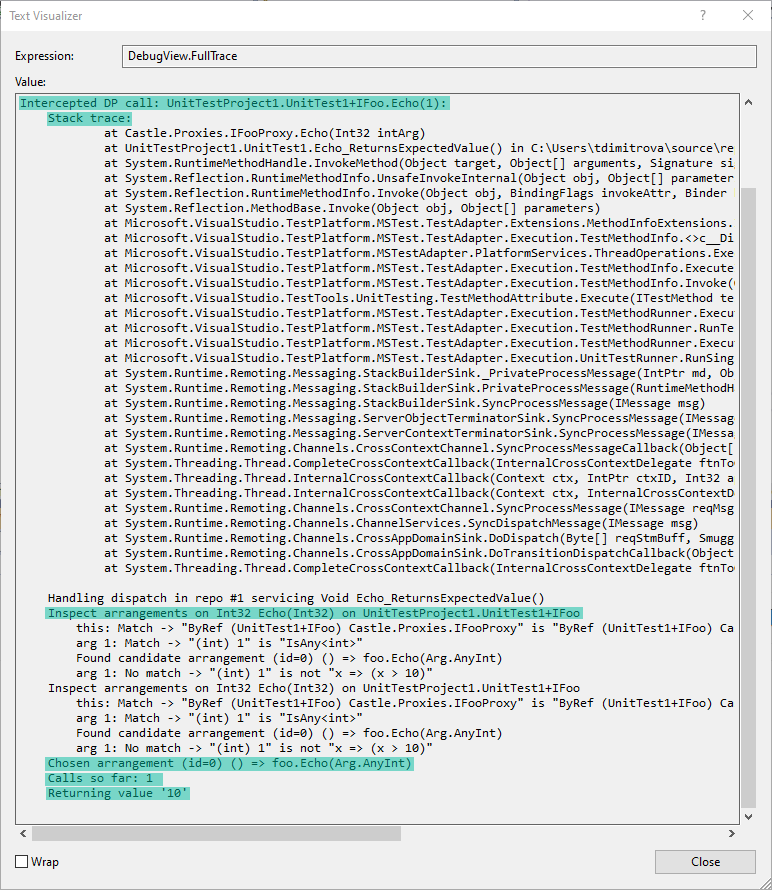 Text Visualizer
Expression:
DebugView.FullTrace
Value:
Intercepted DP call: UnitTestProject1.UnitTest1+IFoo.Echo(1):
Stack trace:
at Castle.Proxies.IFooProxy.Echo(Int32 intArg)
at UnitTestProject1.UnitTest1.Echo_ReturnsExpectedValue() in C:\Users\tdimitrova\source\re
at System.RuntimeMethodHandle.InvokeMethod(Object target, Object[] arguments, Signature si
at System.Reflection.RuntimeMethodInfo.UnsafeInvokeInternal(Object obj, Object[] parameter
at System.Reflection.RuntimeMethodInfo.Invoke(Object obj, BindingFlags invokeAttr, Binder
at System.Reflection.MethodBase.Invoke(Object obj, Object[] parameters)
at Microsoft.VisualStudio.TestPlatform.MSTest.TestAdapter.Extensions.MethodInfoExtensions.
at Microsoft.VisualStudio.TestPlatform.MSTest.TestAdapter.Execution.TestMethodInfo.<>c__Di
at Microsoft.VisualStudio.TestPlatform.MSTestAdapter.PlatformServices.ThreadOperations.Exe
at Microsoft.VisualStudio.TestPlatform.MSTest.TestAdapter.Execution.TestMethodInfo.Execute
at Microsoft.VisualStudio.TestPlatform.MSTest.TestAdapter.Execution.TestMethodInfo.Invoke(
at Microsoft.VisualStudio.TestTools.UnitTesting.TestMethodAttribute.Execute(ITestMethod te
at Microsoft.VisualStudio.TestPlatform.MSTest.TestAdapter.Execution.TestMethodRunner.Execu
at Microsoft.VisualStudio.TestPlatform.MSTest.TestAdapter.Execution.TestMethodRunner.RunTe
at Microsoft.VisualStudio.TestPlatform.MSTest.TestAdapter.Execution.TestMethodRunner.Execu
at Microsoft.VisualStudio.TestPlatform.MSTest.TestAdapter.Execution.UnitTestRunner.RunSing
at System.Runtime.Remoting.Messaging.StackBuilderSink._PrivateProcessMessage(IntPtr md, Ob
at System.Runtime.Remoting.Messaging.StackBuilderSink.PrivateProcessMessage(RuntimeMethodH
at System.Runtime.Remoting.Messaging.StackBuilderSink.SyncProcessMessage(IMessage msg)
at System.Runtime.Remoting.Messaging.ServerObjectTerminatorSink.SyncProcessMessage(IMessag
at System.Runtime.Remoting.Messaging.ServerContextTerminatorSink.SyncProcessMessage(IMessa
at System.Runtime.Remoting.Channels.CrossContextChannel.SyncProcessMessageCallback(Object[
at System.Threading.Thread.CompleteCrossContextCallback(InternalCrossContextDelegate ftnTo
at System.Threading.Thread.InternalCrossContextCallback(Context ctx, IntPtr ctxID, Int32 a
at System.Threading.Thread.InternalCrossContextCallback(Context ctx, InternalCrossContextD
at System.Runtime.Remoting.Channels.CrossContextChannel.SyncProcessMessage(IMessage reqMsg
at System.Runtime.Remoting.Channels.ChannelServices.SyncDispatchMessage(IMessage msg)
at System.Runtime.Remoting.Channels.CrossAppDomainSink.DoDispatch(Byte[] reqStmBuff, Smugg
at System.Runtime.Remoting.Channels.CrossAppDomainSink.DoTransitionDispatchCallback(Object
at System.Threading.Thread.CompleteCrossContextCallback(InternalCrossContextDelegate ftnTo
Handling dispatch in repo #1 servicing Void Echo_ReturnsExpectedValue()
Inspect arrangements on Int32 Echo(Int32) on UnitTestProject1.UnitTest1+IFoo
this: Match -> "ByRef (UnitTest1+IFoo) Castle.Proxies.IFooProxy" is "ByRef (UnitTest1+IFoo) Ca
arg 1: Match -> "(int) 1" is "IsAny<int>"
Found candidate arrangement (id=0) () => foo.Echo(Arg.AnyInt)
arg 1: No match -> "(int) 1" is not "x => (x > 10)"
Inspect arrangements on Int32 Echo(Int32) on UnitTestProject1.UnitTest1+IFoo
this: Match -> "ByRef (UnitTest1+IFoo) Castle.Proxies.IFooProxy" is "ByRef (UnitTest1+IFoo) Ca
arg 1: Match -> "(int) 1" is "IsAny<int>"
Found candidate arrangement (id=0) () => foo.Echo(Arg.AnyInt)
arg 1: No match -> "(int) 1" is not "x => (x > 10)"
Chosen arrangement (id=0) () => foo.Echo(Arg.AnyInt)
Calls so far: 1
Returning value '10'
Wrap
Close